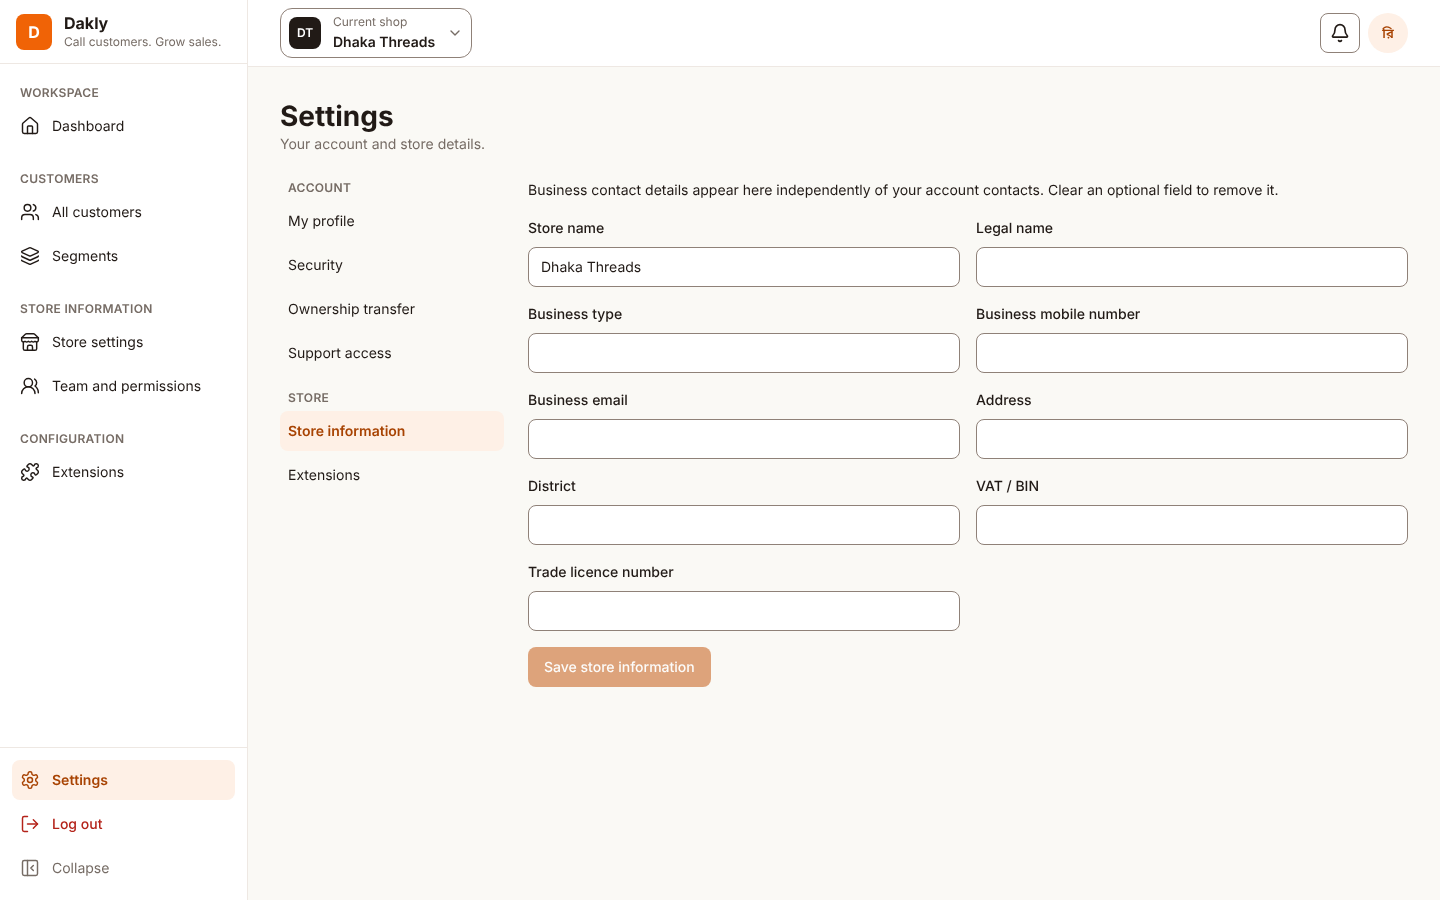 D
Dakly
Call customers. Grow sales.
WORKSPACE
Dashboard
CUSTOMERS
All customers
Segments
STORE INFORMATION
Store settings
Team and permissions
CONFIGURATION
Extensions
Settings
Log out
Collapse
DT
Current shop
Dhaka Threads
রি
Settings
Your account and store details.
ACCOUNT
My profile
Security
Ownership transfer
Support access
STORE
Store information
Extensions
Business contact details appear here independently of your account contacts. Clear an optional field to remove it.
Store name
Dhaka Threads
Legal name
Business type
Business mobile number
Business email
Address
District
VAT / BIN
Trade licence number
Save store information